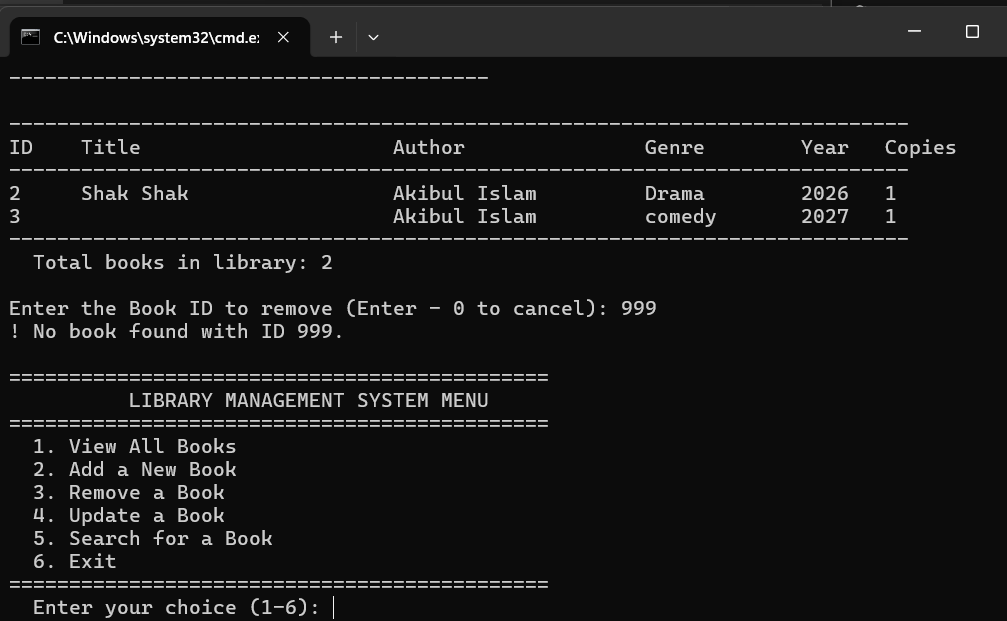 C:\Windows\system32\cmd.e
----------------------------------------
---------------------------------------------------------------------------
ID    Title                     Author               Genre        Year   Copies
---------------------------------------------------------------------------
2     Shak Shak                 Akibul Islam         Drama        2026   1
3                               Akibul Islam         comedy       2027   1
---------------------------------------------------------------------------
  Total books in library: 2
Enter the Book ID to remove (Enter - 0 to cancel): 999
! No book found with ID 999.
=============================================
          LIBRARY MANAGEMENT SYSTEM MENU
=============================================
  1. View All Books
  2. Add a New Book
  3. Remove a Book
  4. Update a Book
  5. Search for a Book
  6. Exit
=============================================
  Enter your choice (1-6):